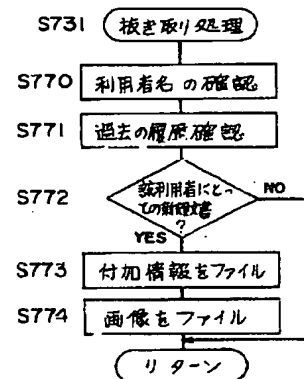 S731 抜き取り処理
S770 利用者名の確認
S771 過去の履歴確認
S772 該利用者にとっ
ての新規文書
?
NO
YES
S773 付加情報をファイル
S774 画像をファイル
リターン